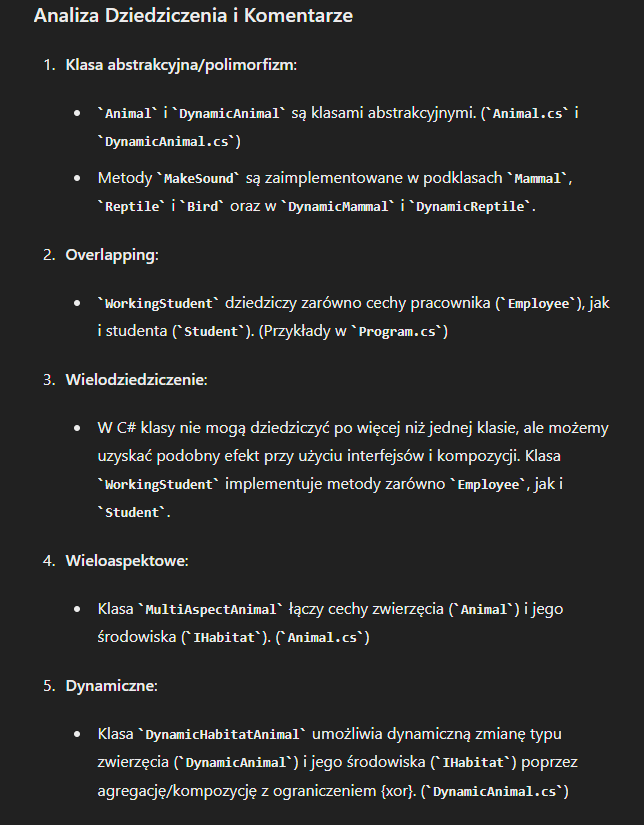 Analiza Dziedziczenia i Komentarze
1. Klasa abstrakcyjna/polimorfizm:
• `Animal` i `DynamicAnimal` są klasami abstrakcyjnymi. (`Animal.cs` i
`DynamicAnimal.cs`)
• Metody `MakeSound` są zaimplementowane w podklasach `Mammal`,
`Reptile` i `Bird` oraz w `DynamicMammal` i `DynamicReptile`.
2. Overlapping:
• `WorkingStudent` dziedziczy zarówno cechy pracownika (`Employee`), jak
i studenta (`Student`). (Przykłady w `Program.cs`)
3. Wielodziedziczenie:
• W C# klasy nie mogą dziedziczyć po więcej niż jednej klasie, ale możemy
uzyskać podobny efekt przy użyciu interfejsów i kompozycji. Klasa
`WorkingStudent` implementuje metody zarówno `Employee`, jak i
`Student`.
4. Wieloaspektowe:
• Klasa `MultiAspectAnimal` łączy cechy zwierzęcia (`Animal`) i jego
środowiska (`IHabitat`). (`Animal.cs`)
5. Dynamiczne:
• Klasa `DynamicHabitatAnimal` umożliwia dynamiczną zmianę typu
zwierzęcia (`DynamicAnimal`) i jego środowiska (`IHabitat`) poprzez
agregację/kompozycję z ograniczeniem {xor}. (`DynamicAnimal.cs`)